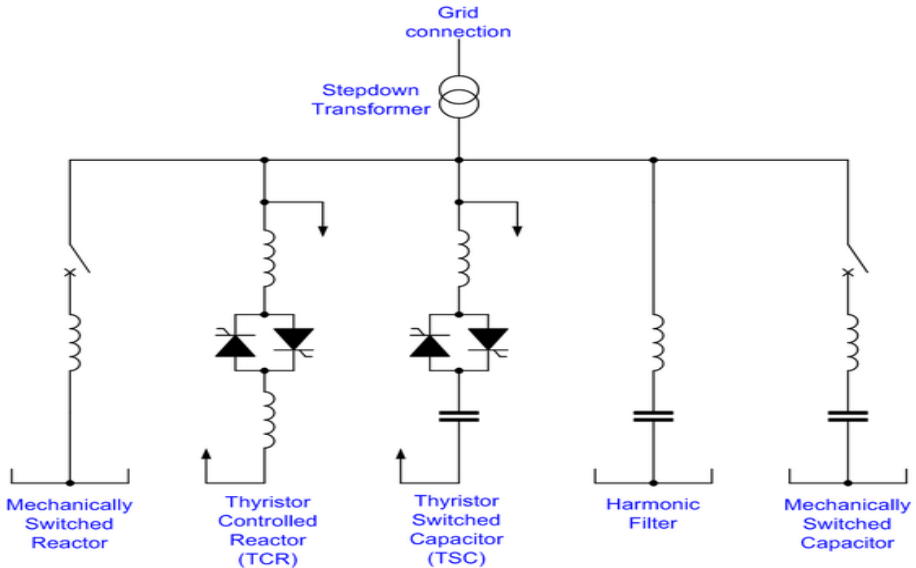 Grid
connection
Stepdown
Transformer
Mechanically
Switched
Reactor
Thyristor
Controlled
Reactor
(TCR)
Thyristor
Switched
Capacitor
(TSC)
Harmonic
Filter
Mechanically
Switched
Capacitor